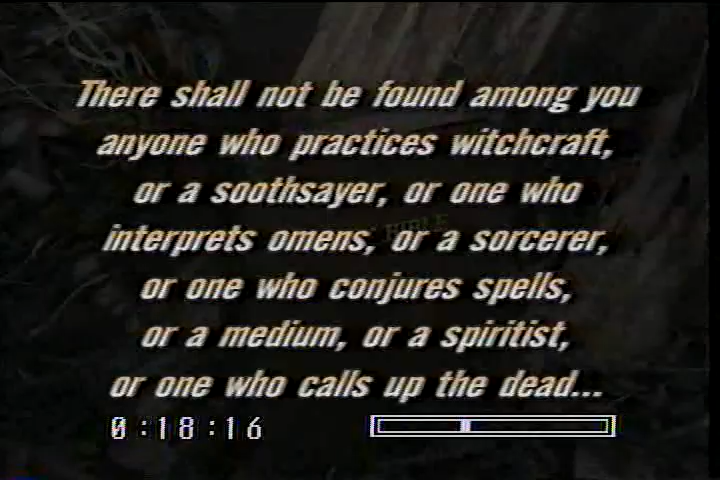 There shall not be found among you
anyone who practices witchcraft,
or a soothsayer, or one who
interprets omens, or a sorcerer,
or one who conjures spells,
or a medium, or a spiritist,
or one who calls up the dead...
BIBLE
0:18:16